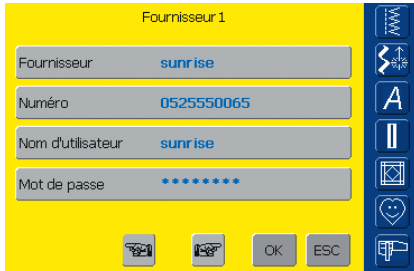 Fournisseur 1
Fournisseur sunrise
Numéro 0525550065
Nom d'utilisateur sunrise
Mot de passe ********
OK ESC
A